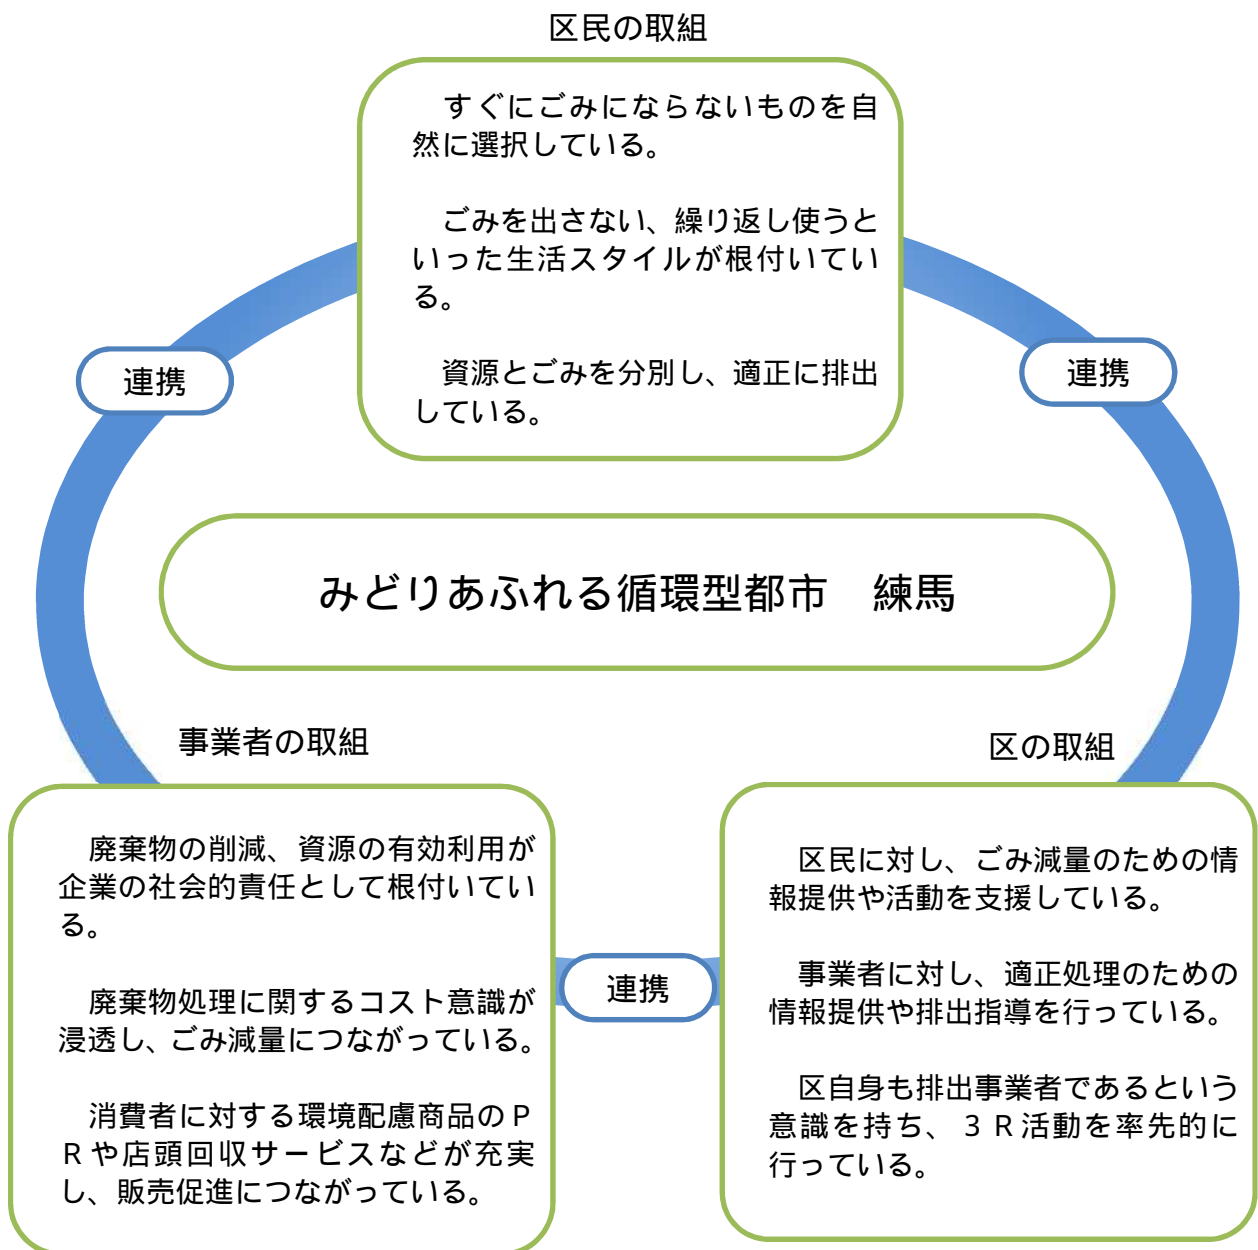 区民の取組
すぐにごみにならないものを自
然に選択している。
ごみを出さない、繰り返し使うと
いった生活スタイルが根付いてい
る。
資源とごみを分別し、適正に排出
している。
連携
連携
みどりあふれる循環型都市　練馬
事業者の取組
廃棄物の削減、資源の有効利用が
企業の社会的責任として根付いてい
る。
廃棄物処理に関するコスト意識が
浸透し、ごみ減量につながっている。
消費者に対する環境配慮商品のＰ
Ｒや店頭回収サービスなどが充実
し、販売促進につながっている。
連携
区の取組
区民に対し、ごみ減量のための情
報提供や活動を支援している。
事業者に対し、適正処理のための
情報提供や排出指導を行っている。
区自身も排出事業者であるという
意識を持ち、３Ｒ活動を率先的に
行っている。